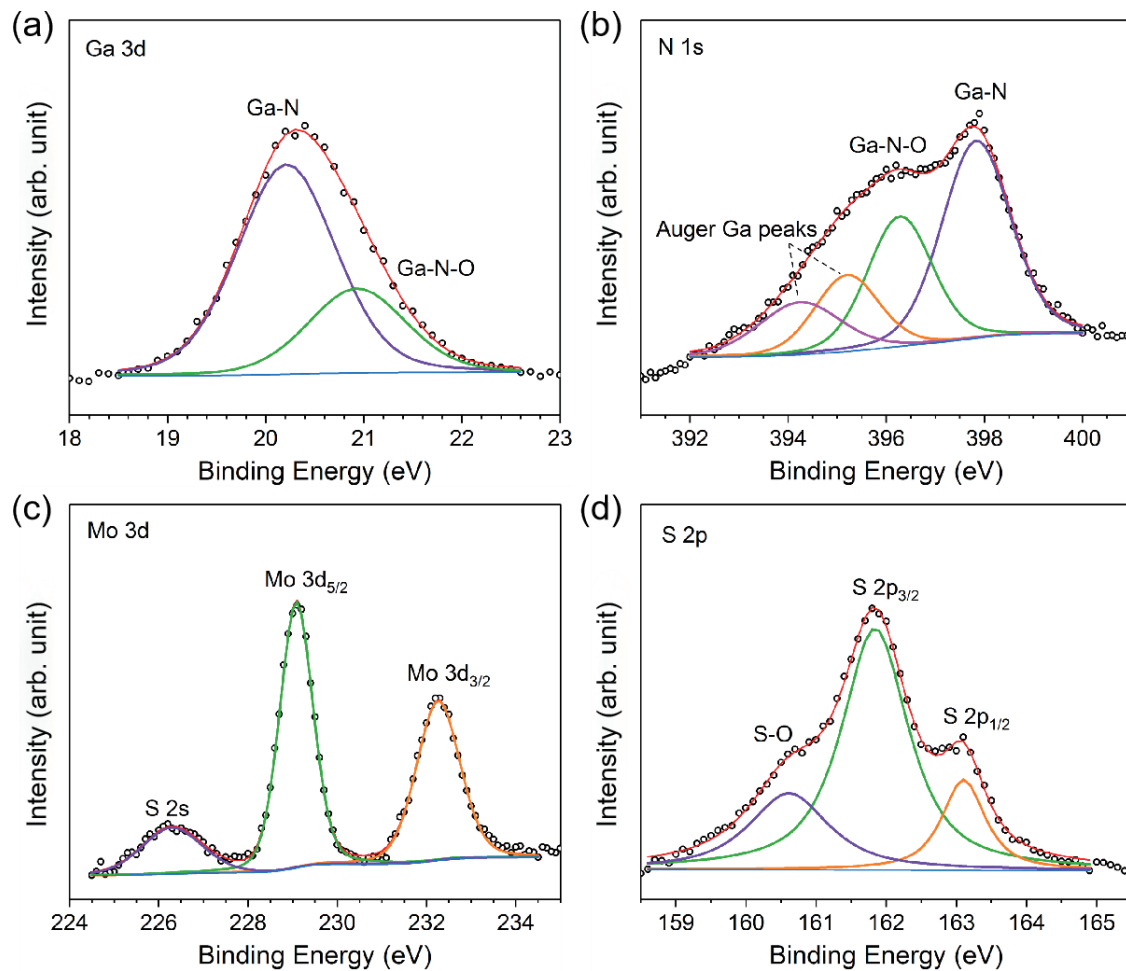 (a)
Ga 3d
Ga-N
Ga-N-O
Intensity (arb. unit)
18 19 20 21 22 23
Binding Energy (eV)
(b)
N 1s
Ga-N
Ga-N-O
Auger Ga peaks
Intensity (arb. unit)
392 394 396 398 400
Binding Energy (eV)
(c)
Mo 3d
Mo 3d5/2
Mo 3d3/2
S 2s
Intensity (arb. unit)
224 226 228 230 232 234
Binding Energy (eV)
(d)
S 2p
S 2p3/2
S 2p1/2
S-O
Intensity (arb. unit)
159 160 161 162 163 164 165
Binding Energy (eV)